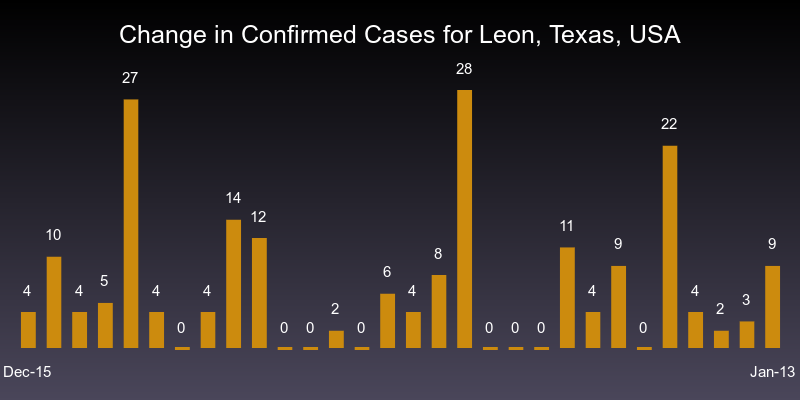 Change in Confirmed Cases for Leon, Texas, USA
4 10 4 5 27 4 0 4 14 12 0 0 2 0 6 4 8 28 0 0 0 11 4 9 0 22 4 2 3 9
Dec-15 Jan-13